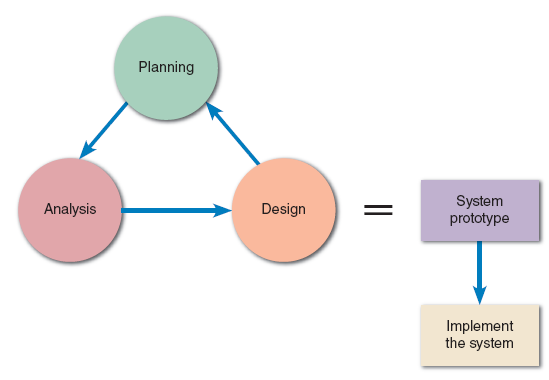 Planning
Analysis
Design
=
System
prototype
Implement
the system